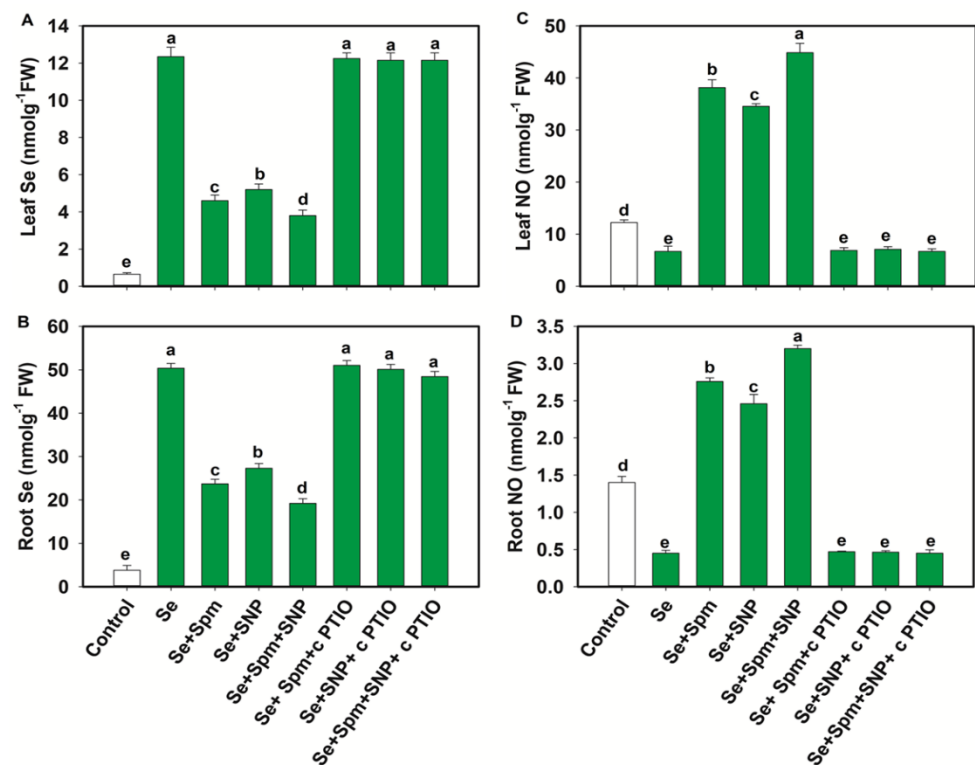 A
Leaf Se (nmolg-1FW)
14
12
10
8
6
4
2
0
e
a
c
b
d
a
a
a
C
Leaf NO (nmolg-1 FW)
50
40
30
20
10
0
d
e
b
c
a
e
e
e
B
Root Se (nmolg-1 FW)
60
50
40
30
20
10
0
e
a
c
b
d
a
a
a
Control
Se
Se+Spm
Se+SNP
Se+Spm+SNP
Se+ Spm+c PTIO
Se+SNP+ c PTIO
Se+Spm+SNP+ c PTIO
D
Root NO (nmolg-1 FW)
3.5
3.0
2.5
2.0
1.5
1.0
0.5
0.0
d
e
b
c
a
e
e
e
Control
Se
Se+Spm
Se+SNP
Se+Spm+SNP
Se+ Spm+c PTIO
Se+SNP+ c PTIO
Se+Spm+SNP+ c PTIO